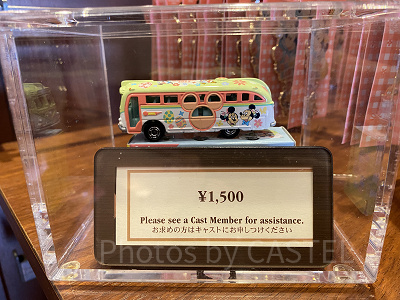 ¥1,500
Please see a Cast Member for assistance.
お求めの方はキャストにお申しつけください
Photos by CASTEL